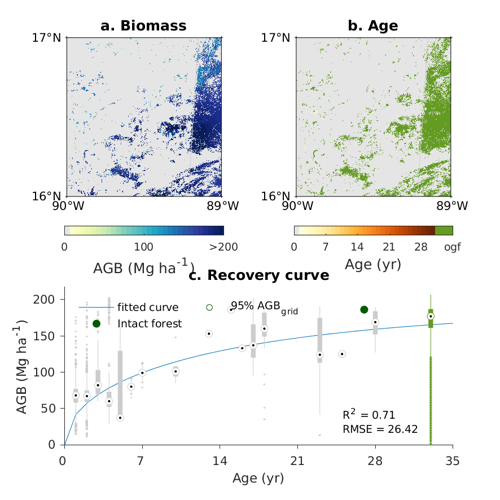 a. Biomass
b. Age
17°N
17°N
16°N
16°N
90°W
89°W
90°W
89°W
0
100
>200
0
7
14
21
28
ogf
AGB (Mg ha⁻¹)
Age (yr)
c. Recovery curve
200
150
100
50
0
AGB (Mg ha⁻¹)
fitted curve
95% AGB_grid
Intact forest
R² = 0.71
RMSE = 26.42
0
7
14
21
28
35
Age (yr)